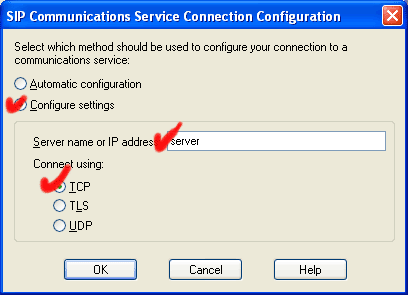 SIP Communications Service Connection Configuration
Select which method should be used to configure your connection to a
communications service:
Automatic configuration
Configure settings
Server name or IP address
server
Connect using:
TCP
TLS
UDP
OK
Cancel
Help